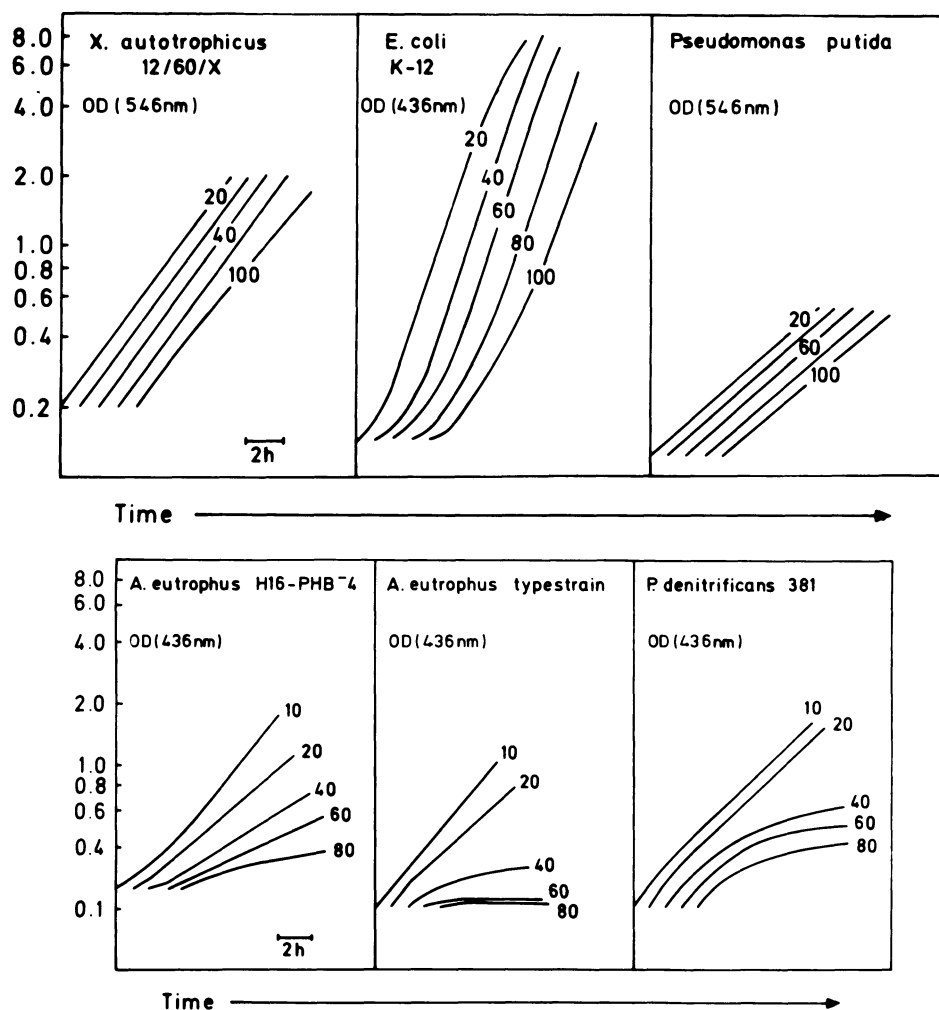 8.0
6.0
4.0
2.0
1.0
0.8
0.6
0.4
0.2
X. autotrophicus
12/60/X
OD (546nm)
20
40
100
2h
E. coli
K-12
OD (436nm)
20
40
60
80
100
Pseudomonas putida
OD (546nm)
20
60
100
Time
8.0
6.0
4.0
2.0
1.0
0.8
0.6
0.4
0.1
A. eutrophus H16-PHB⁻4
OD (436nm)
10
20
40
60
80
2h
A. eutrophus typestrain
OD (436nm)
10
20
40
60
80
P. denitrificans 381
OD (436nm)
10
20
40
60
80
Time